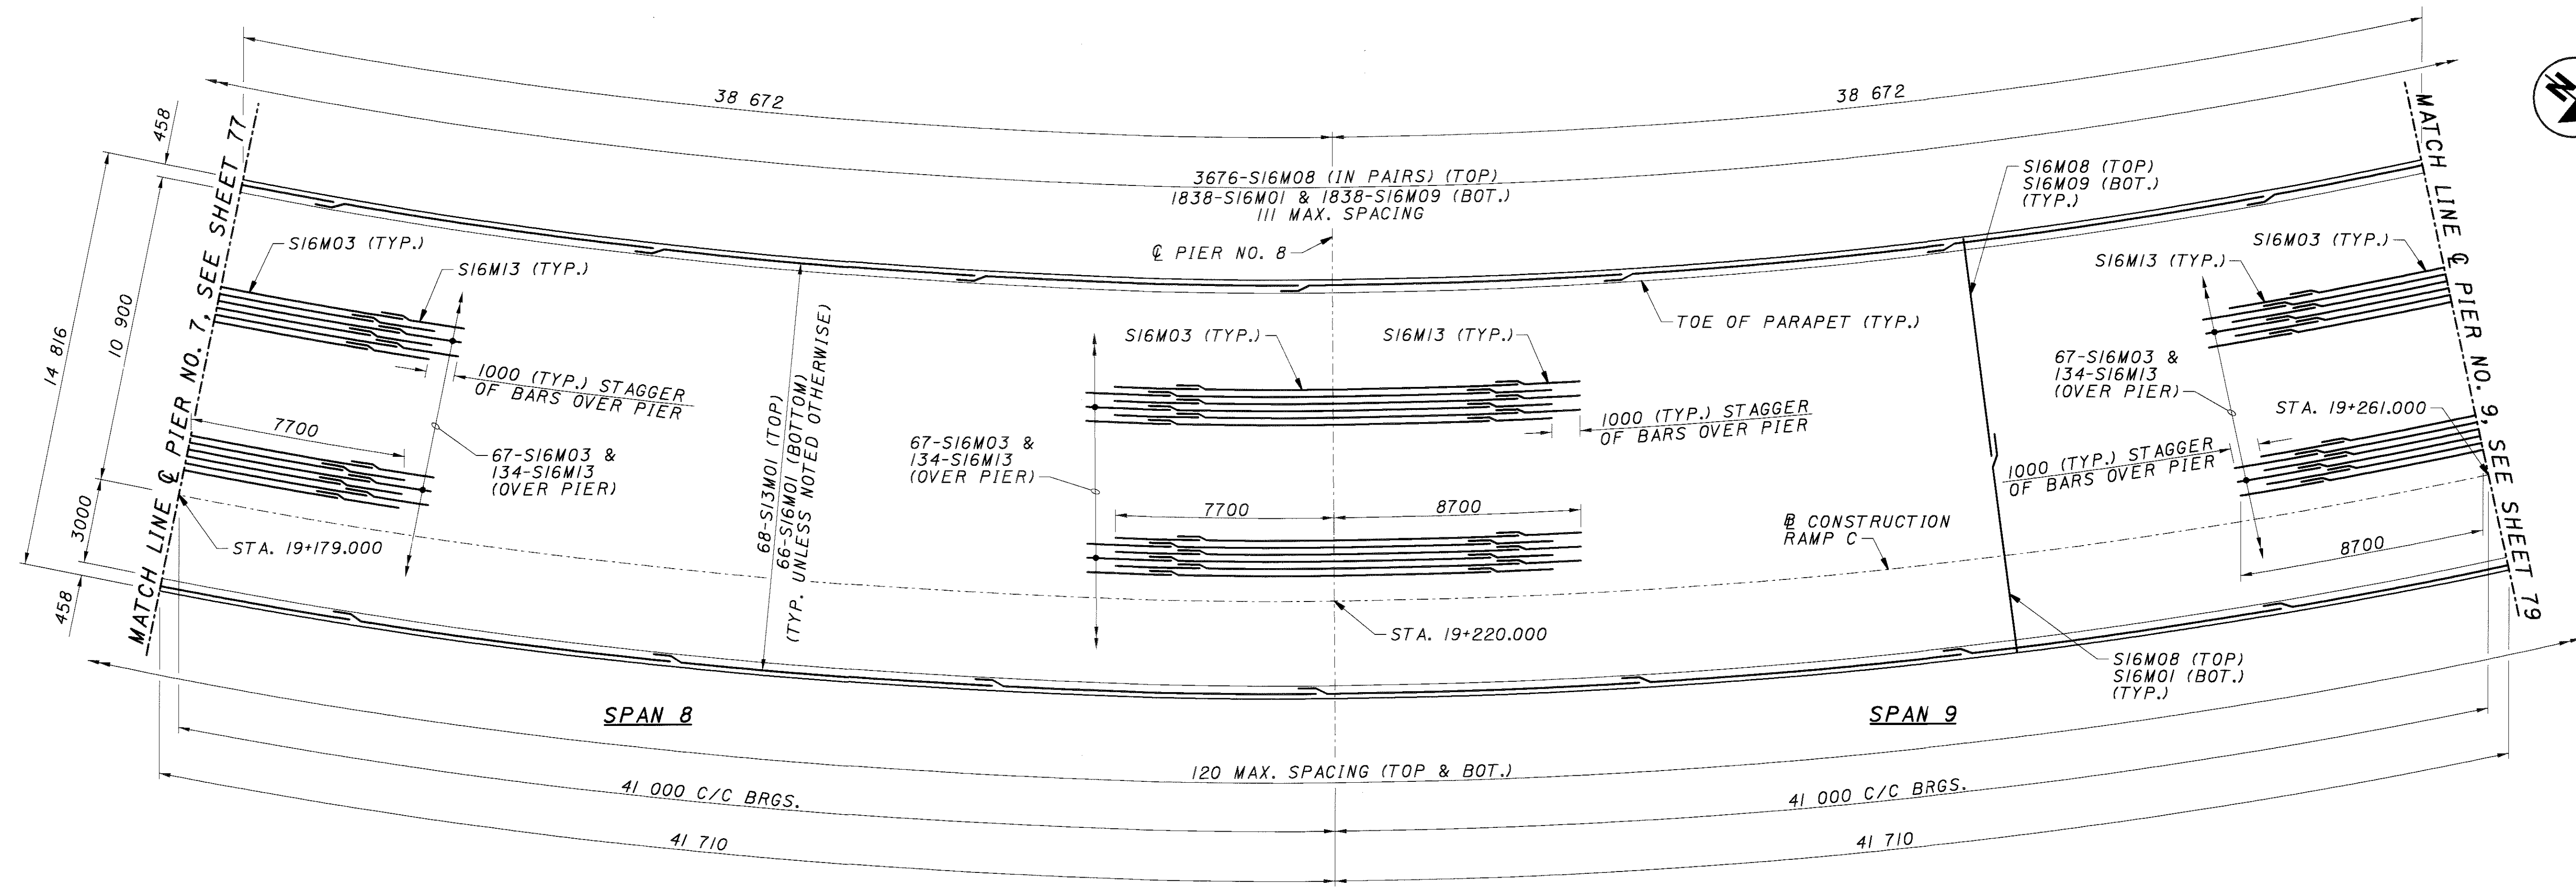 38 672
38 672
3676-S16M08 (IN PAIRS) (TOP)
1838-S16M01 & 1838-S16M09 (BOT.)
111 MAX. SPACING
℄ PIER NO. 8
458
14 816
10 900
3000
458
MATCH LINE ℄ PIER NO. 7, SEE SHEET 77
S16M03 (TYP.)
S16M13 (TYP.)
1000 (TYP.) STAGGER
OF BARS OVER PIER
7700
67-S16M03 &
134-S16M13
(OVER PIER)
STA. 19+179.000
68-S13M01 (TOP)
66-S16M01 (BOTTOM)
(TYP. UNLESS NOTED OTHERWISE)
S16M03 (TYP.)
S16M13 (TYP.)
67-S16M03 &
134-S16M13
(OVER PIER)
1000 (TYP.) STAGGER
OF BARS OVER PIER
7700
8700
STA. 19+220.000
TOE OF PARAPET (TYP.)
S16M08 (TOP)
S16M09 (BOT.)
(TYP.)
S16M03 (TYP.)
S16M13 (TYP.)
67-S16M03 &
134-S16M13
(OVER PIER)
STA. 19+261.000
1000 (TYP.) STAGGER
OF BARS OVER PIER
8700
BL CONSTRUCTION
RAMP C
S16M08 (TOP)
S16M01 (BOT.)
(TYP.)
MATCH LINE ℄ PIER NO. 9, SEE SHEET 79
N
SPAN 8
SPAN 9
120 MAX. SPACING (TOP & BOT.)
41 000 C/C BRGS.
41 000 C/C BRGS.
41 710
41 710